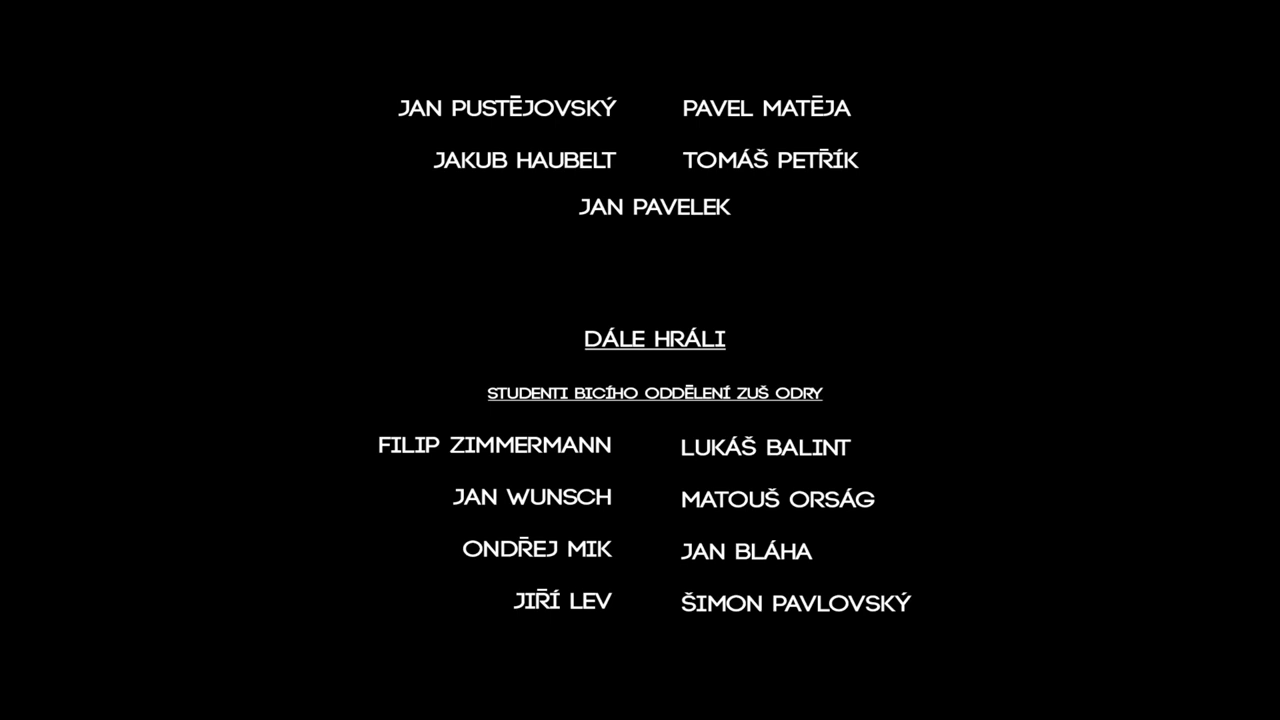 JAN PUSTĚJOVSKÝ PAVEL MATĚJA
JAKUB HAUBELT TOMÁŠ PETŘÍK
JAN PAVELEK
DÁLE HRÁLI
STUDENTI BICÍHO ODDĚLENÍ ZUŠ ODRY
FILIP ZIMMERMANN LUKÁŠ BALINT
JAN WUNSCH MATOUŠ ORSÁG
ONDŘEJ MIK JAN BLÁHA
JIŘÍ LEV ŠIMON PAVLOVSKÝ